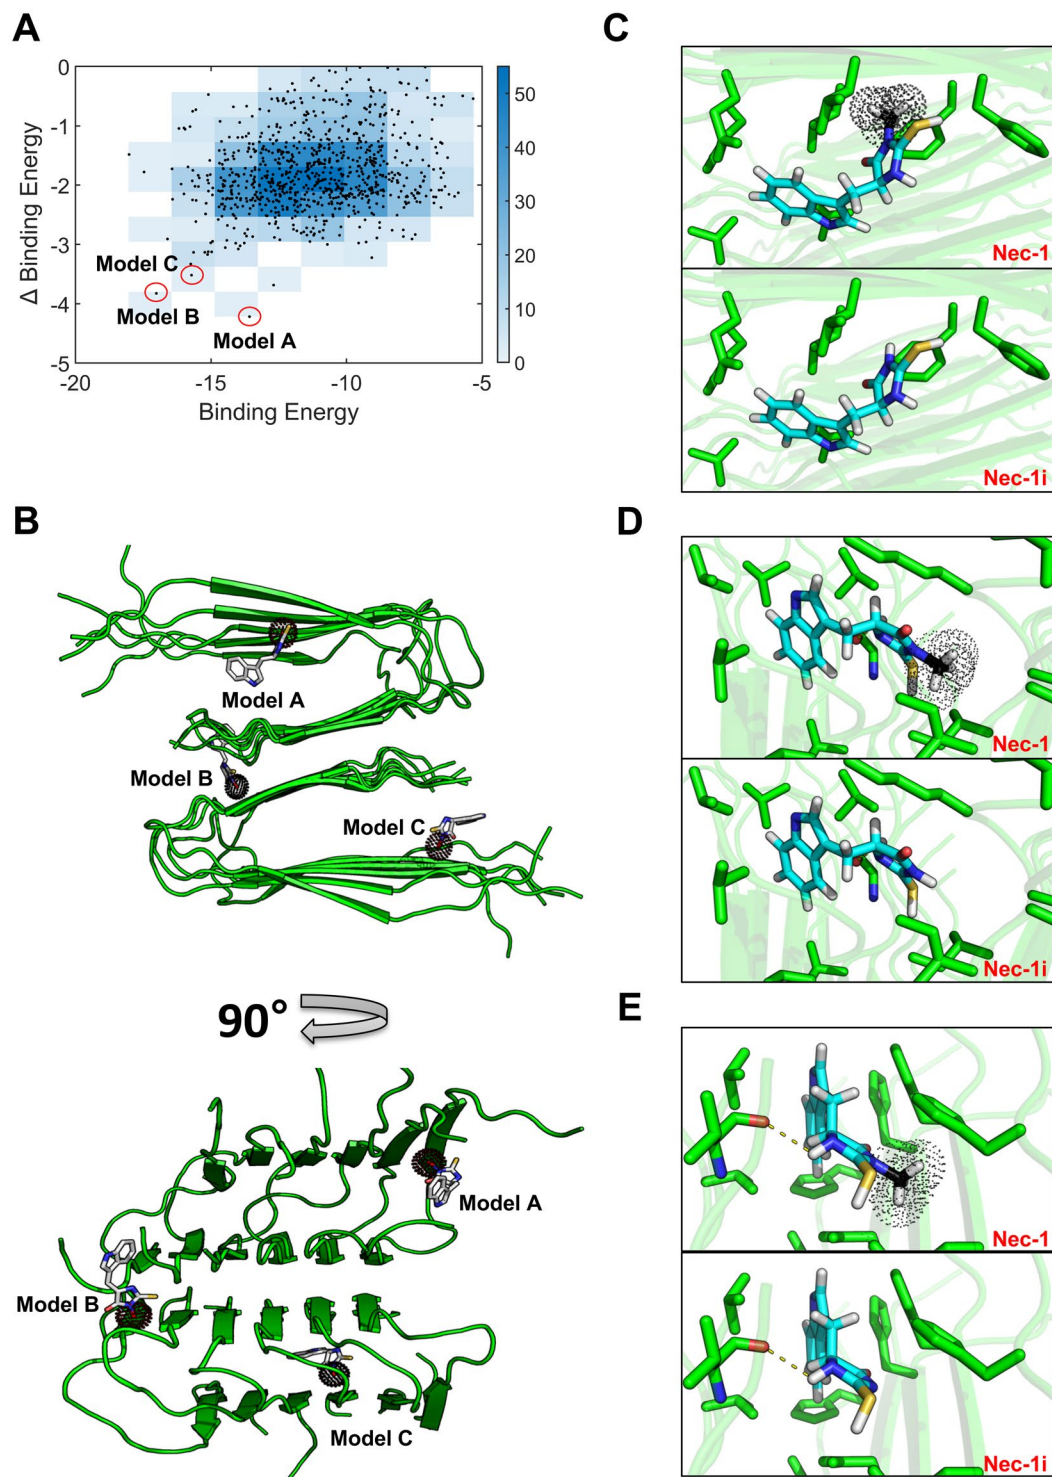 A
0
-1
-2
-3
-4
-5
-20
-15
-10
-5
Δ Binding Energy
Binding Energy
Model C
Model B
Model A
50
40
30
20
10
0
B
Model A
Model B
Model C
90°
Model A
Model B
Model C
C
Nec-1
Nec-1i
D
Nec-1
Nec-1i
E
Nec-1
Nec-1i